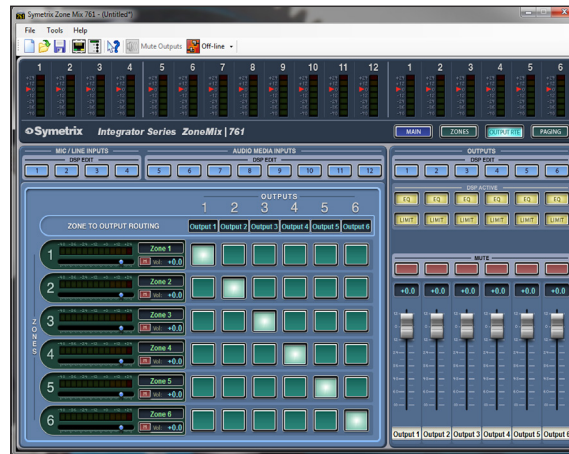 Symetrix Zone Mix 761 - (Untitled*)
File Tools Help
Mute Outputs Off-line
1 2 3 4 5 6 7 8 9 10 11 12 1 2 3 4 5 6
Symetrix Integrator Series ZoneMix | 761
MAIN ZONES OUTPUT RTE PAGING
MIC / LINE INPUTS AUDIO MEDIA INPUTS OUTPUTS
DSP EDIT DSP EDIT DSP EDIT
1 2 3 4 5 6 7 8 9 10 11 12 1 2 3 4 5 6
DSP ACTIVE
EQ EQ EQ EQ EQ EQ
LIMIT LIMIT LIMIT LIMIT LIMIT LIMIT
OUTPUTS
1 2 3 4 5 6
ZONE TO OUTPUT ROUTING Output 1 Output 2 Output 3 Output 4 Output 5 Output 6
ZONES
1 Zone 1
M Vol: +0.0
2 Zone 2
M Vol: +0.0
3 Zone 3
M Vol: +0.0
4 Zone 4
M Vol: +0.0
5 Zone 5
M Vol: +0.0
6 Zone 6
M Vol: +0.0
MUTE
+0.0 +0.0 +0.0 +0.0 +0.0 +0.0
Output 1 Output 2 Output 3 Output 4 Output 5 Output 6